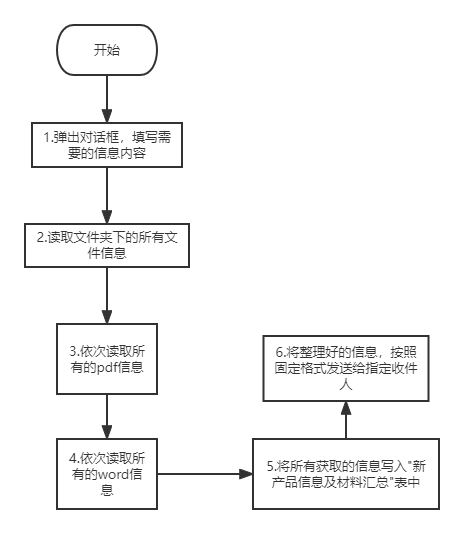 开始
1.弹出对话框，填写需
要的信息内容
2.读取文件夹下的所有文
件信息
3.依次读取所
有的pdf信息
4.依次读取所
有的word信
息
5.将所有获取的信息写入"新
产品信息及材料汇总"表中
6.将整理好的信息，按照
固定格式发送给指定收件
人